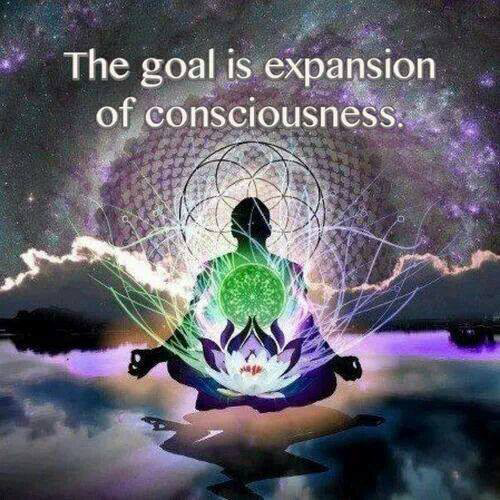 The goal is expansion
of consciousness.